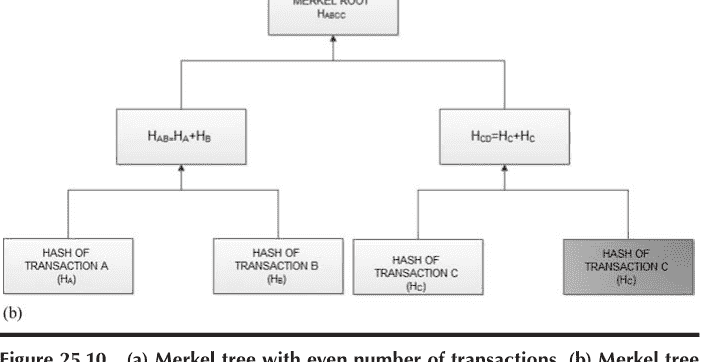 MERKEL ROOT
HABCC
HAB=HA+HB
HCD=HC+HC
HASH OF
TRANSACTION A
(HA)
HASH OF
TRANSACTION B
(HB)
HASH OF
TRANSACTION C
(HC)
HASH OF
TRANSACTION C
(HC)
(b)
Figure 25.10 (a) Merkel tree with even number of transactions. (b) Merkel tree